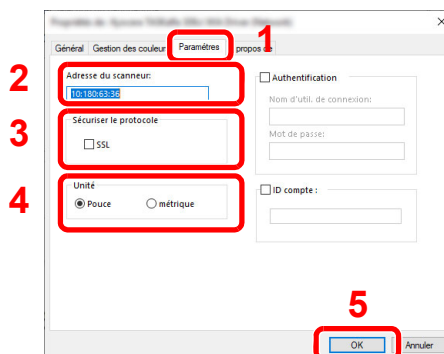 1
Général Gestion des couleur Paramétres propos de
2
Adresse du scanneur:
10:180:63:36
3
Sécuriser le protocole
SSL
4
Unité
Pouce métrique
Authentification
Nom d'util. de connexion:
Mot de passe:
ID compte :
5
OK Annuler